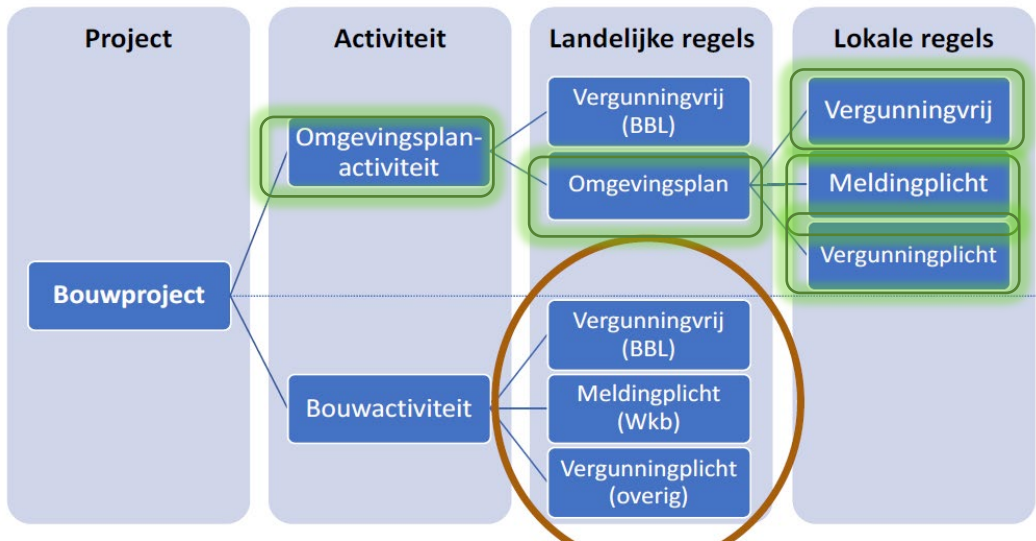 Project
Activiteit
Landelijke regels
Lokale regels
Bouwproject
Omgevingsplan-
activiteit
Bouwactiviteit
Vergunningvrij
(BBL)
Omgevingsplan
Vergunningvrij
(BBL)
Meldingplicht
(Wkb)
Vergunningplicht
(overig)
Vergunningvrij
Meldingplicht
Vergunningplicht